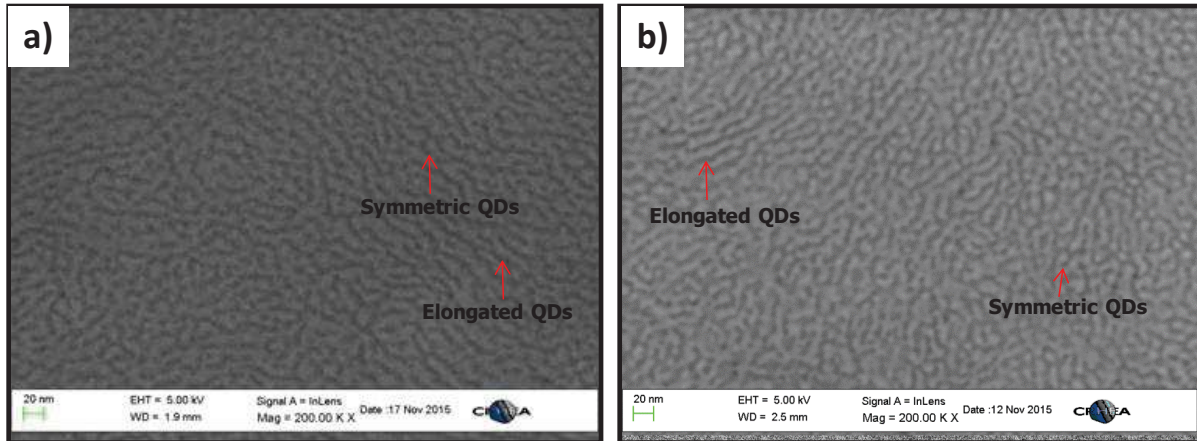 a)
Symmetric QDs
Elongated QDs
20 nm
EHT = 5.00 kV
Signal A = InLens
Date :17 Nov 2015
WD = 1.9 mm
Mag = 200.00 K X
b)
Elongated QDs
Symmetric QDs
20 nm
EHT = 5.00 kV
Signal A = InLens
Date :12 Nov 2015
WD = 2.5 mm
Mag = 200.00 K X